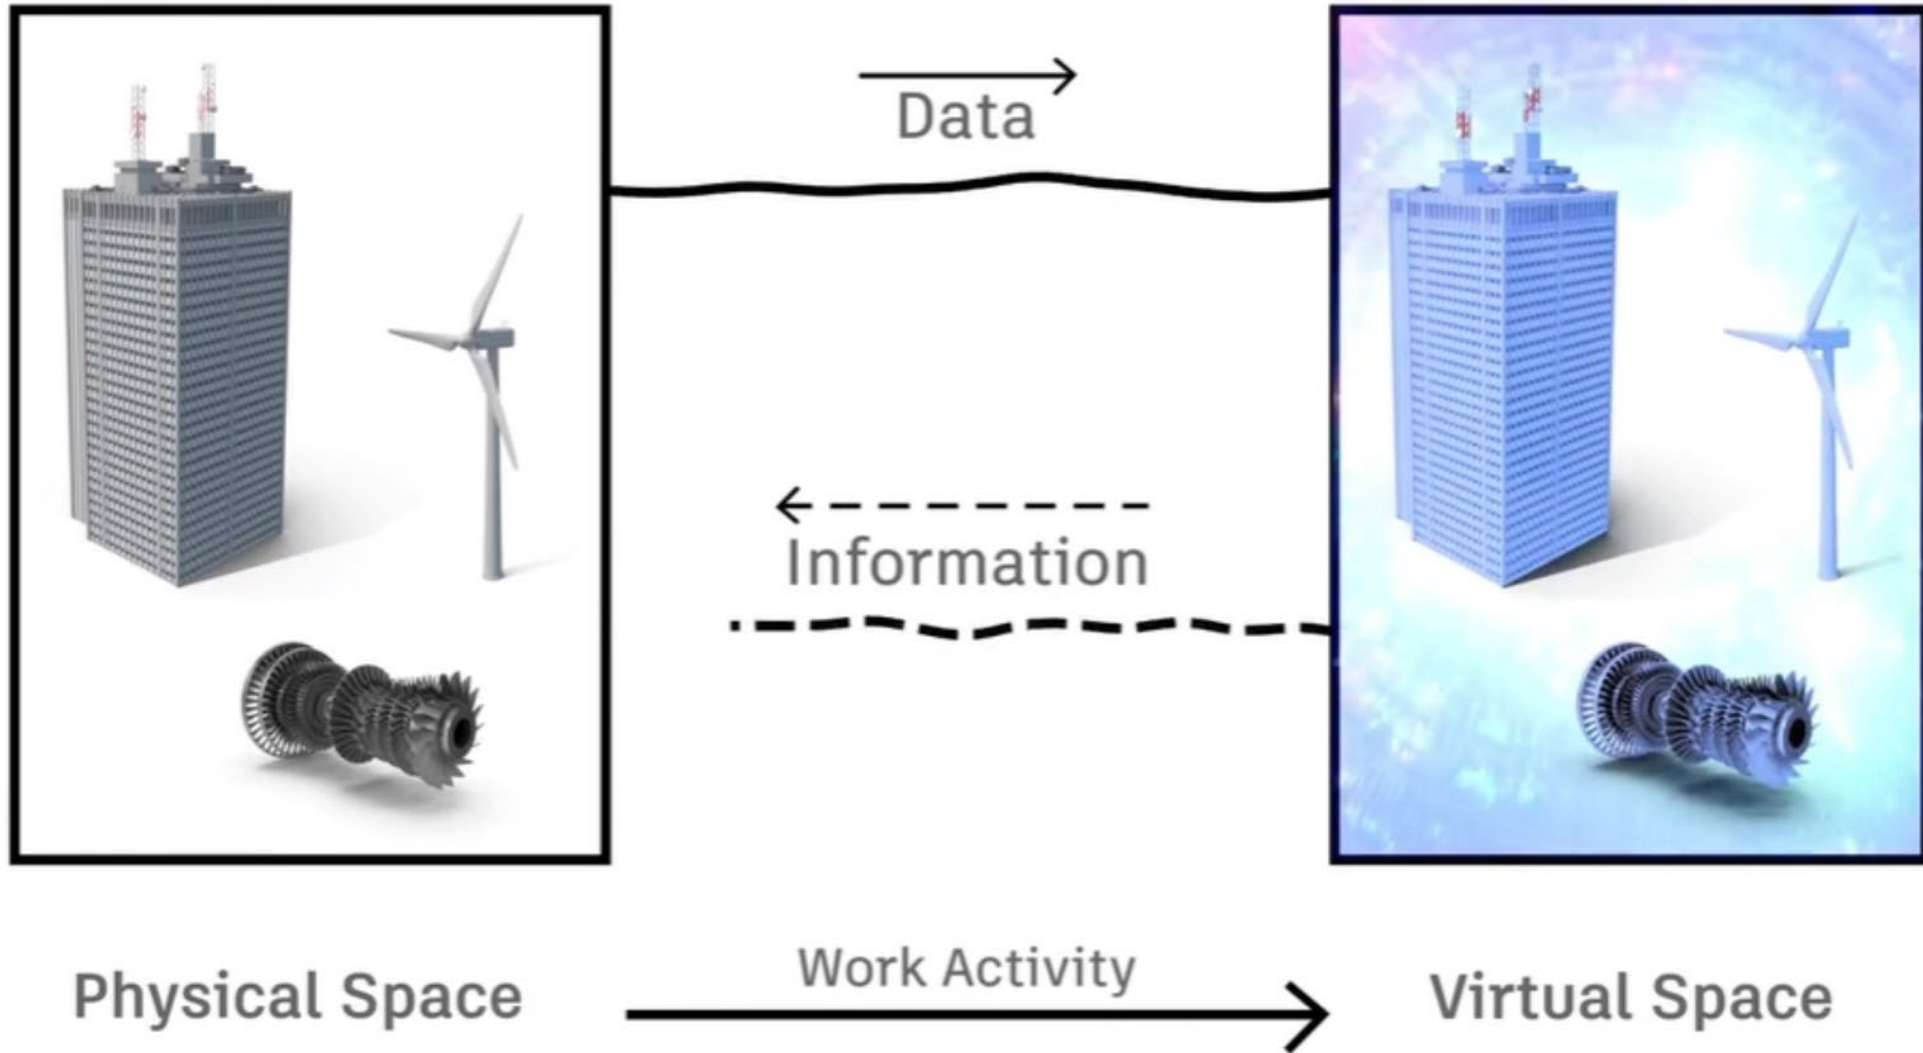 Data
Information
Work Activity
Physical Space
Virtual Space